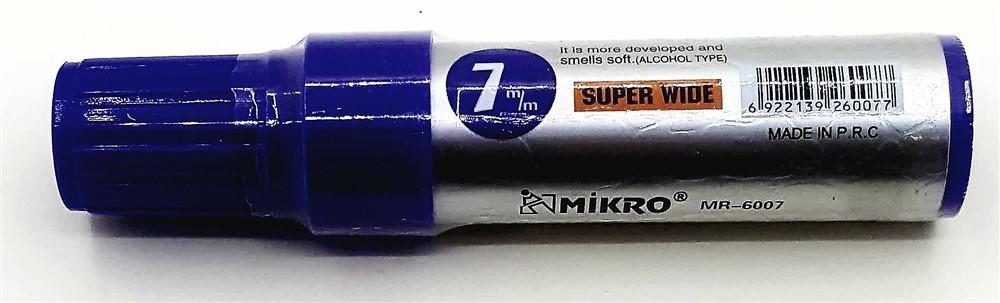 7 m/m
It is more developed and
smells soft.(ALCOHOL TYPE)
SUPER WIDE
6 922139 260077
MADE IN P.R.C
MiKRO® MR-6007